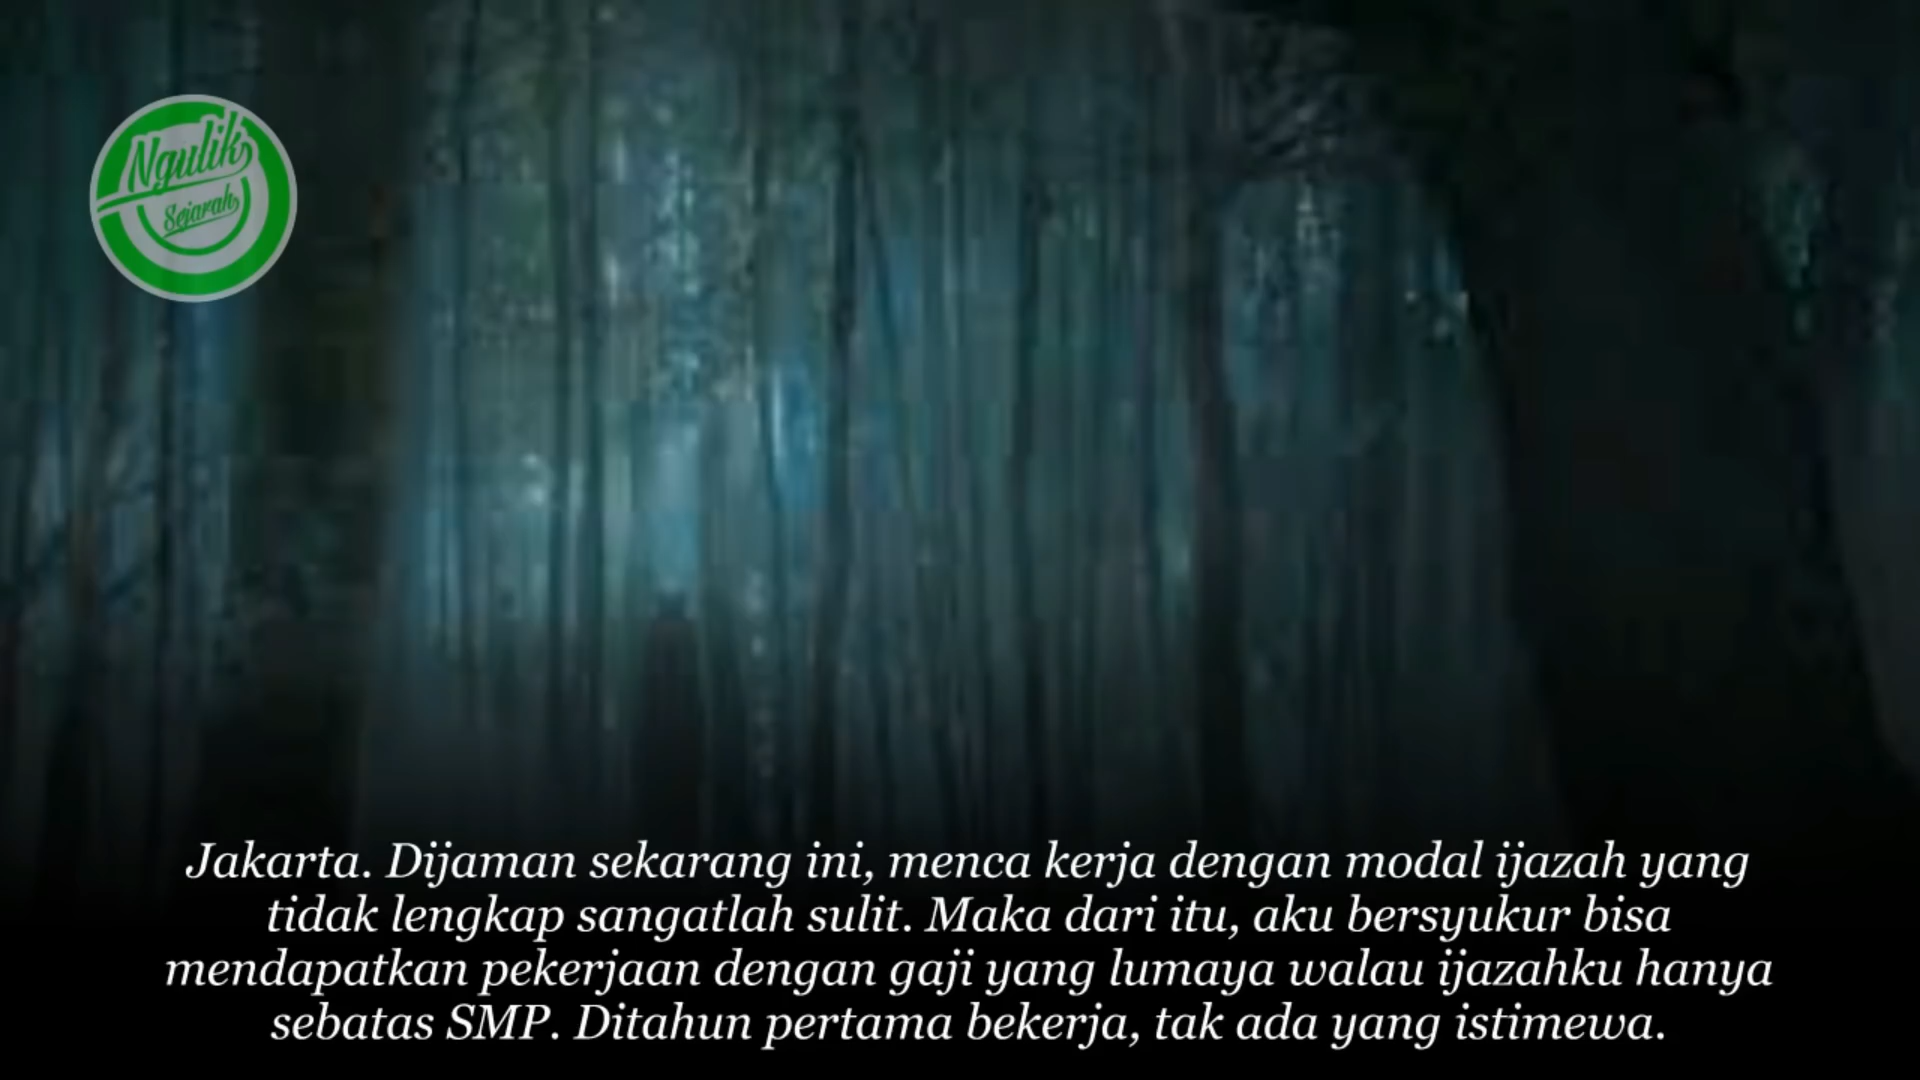 Ngulik
Sejarah
Jakarta. Dijaman sekarang ini, menca kerja dengan modal ijazah yang
tidak lengkap sangatlah sulit. Maka dari itu, aku bersyukur bisa
mendapatkan pekerjaan dengan gaji yang lumaya walau ijazahku hanya
sebatas SMP. Ditahun pertama bekerja, tak ada yang istimewa.